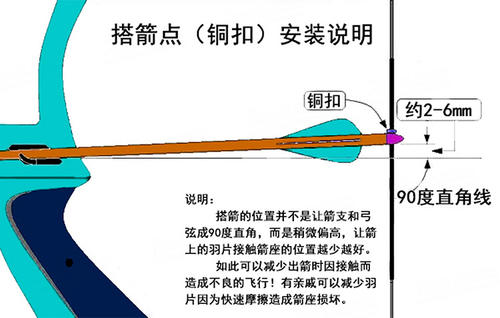 搭箭点（铜扣）安装说明
铜扣
约2-6mm
90度直角线
说明：
搭箭的位置并不是让箭支和弓
弦成90度直角，而是稍微偏高，让箭
上的羽片接触箭座的位置越少越好。
如此可以减少出箭时因接触而
造成不良的飞行！有亲戚可以减少羽
片因为快速摩擦造成箭座损坏。